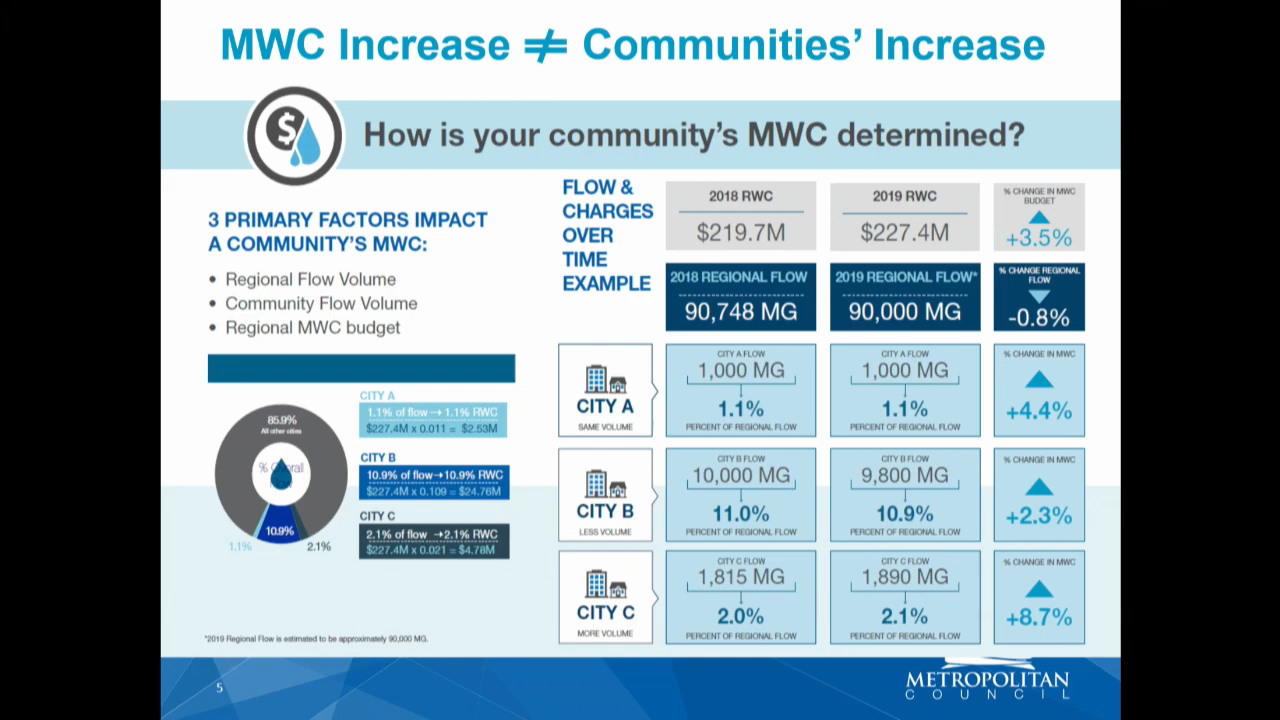 MWC Increase ≠ Communities' Increase
How is your community's MWC determined?
3 PRIMARY FACTORS IMPACT
A COMMUNITY'S MWC:
• Regional Flow Volume
• Community Flow Volume
• Regional MWC budget
85.9%
All other cities
% Overall
10.9%
1.1%
2.1%
CITY A
1.1% of flow → 1.1% RWC
$227.4M x 0.011 = $2.53M
CITY B
10.9% of flow → 10.9% RWC
$227.4M x 0.109 = $24.76M
CITY C
2.1% of flow → 2.1% RWC
$227.4M x 0.021 = $4.78M
*2019 Regional Flow is estimated to be approximately 90,000 MG.
FLOW &
CHARGES
OVER
TIME
EXAMPLE
2018 RWC
$219.7M
2019 RWC
$227.4M
% CHANGE IN MWC
BUDGET
+3.5%
2018 REGIONAL FLOW
90,748 MG
2019 REGIONAL FLOW*
90,000 MG
% CHANGE REGIONAL
FLOW
-0.8%
CITY A
SAME VOLUME
CITY A FLOW
1,000 MG
1.1%
PERCENT OF REGIONAL FLOW
CITY A FLOW
1,000 MG
1.1%
PERCENT OF REGIONAL FLOW
% CHANGE IN MWC
+4.4%
CITY B
LESS VOLUME
CITY B FLOW
10,000 MG
11.0%
PERCENT OF REGIONAL FLOW
CITY B FLOW
9,800 MG
10.9%
PERCENT OF REGIONAL FLOW
% CHANGE IN MWC
+2.3%
CITY C
MORE VOLUME
CITY C FLOW
1,815 MG
2.0%
PERCENT OF REGIONAL FLOW
CITY C FLOW
1,890 MG
2.1%
PERCENT OF REGIONAL FLOW
% CHANGE IN MWC
+8.7%
5
METROPOLITAN
COUNCIL